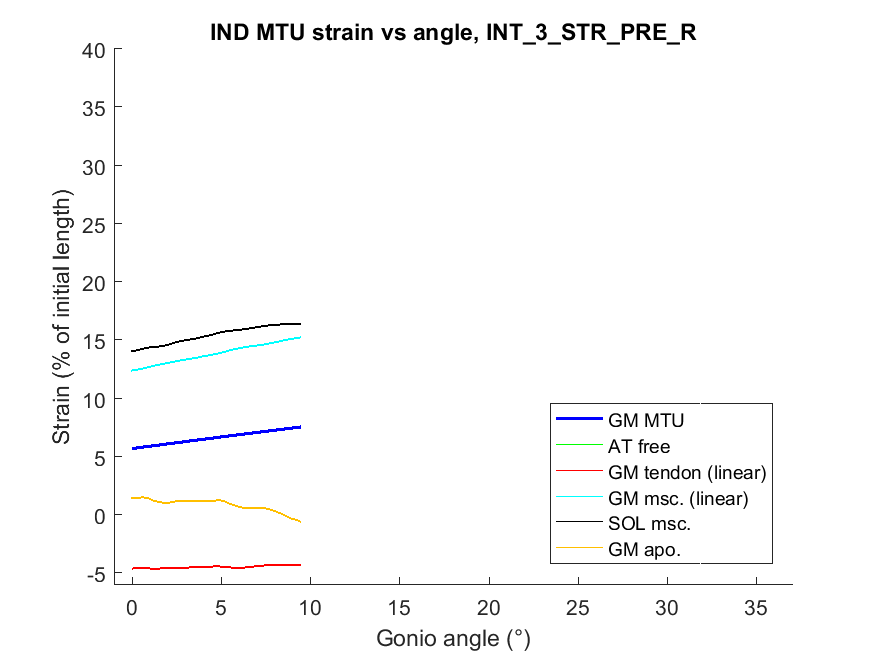 IND MTU strain vs angle, INT_3_STR_PRE_R
40
35
30
25
20
15
10
5
0
-5
Strain (% of initial length)
0 5 10 15 20 25 30 35
Gonio angle (°)
GM MTU
AT free
GM tendon (linear)
GM msc. (linear)
SOL msc.
GM apo.